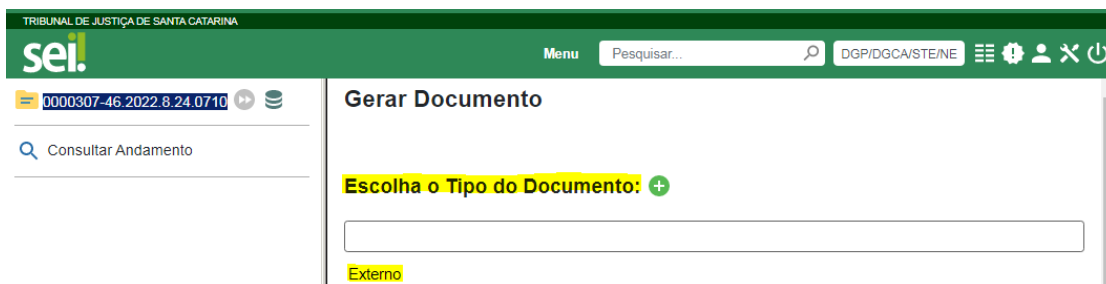 TRIBUNAL DE JUSTIÇA DE SANTA CATARINA
sei!
Menu
Pesquisar...
DGP/DGCA/STE/NE
0000307-46.2022.8.24.0710
Consultar Andamento
Gerar Documento
Escolha o Tipo do Documento:
Externo